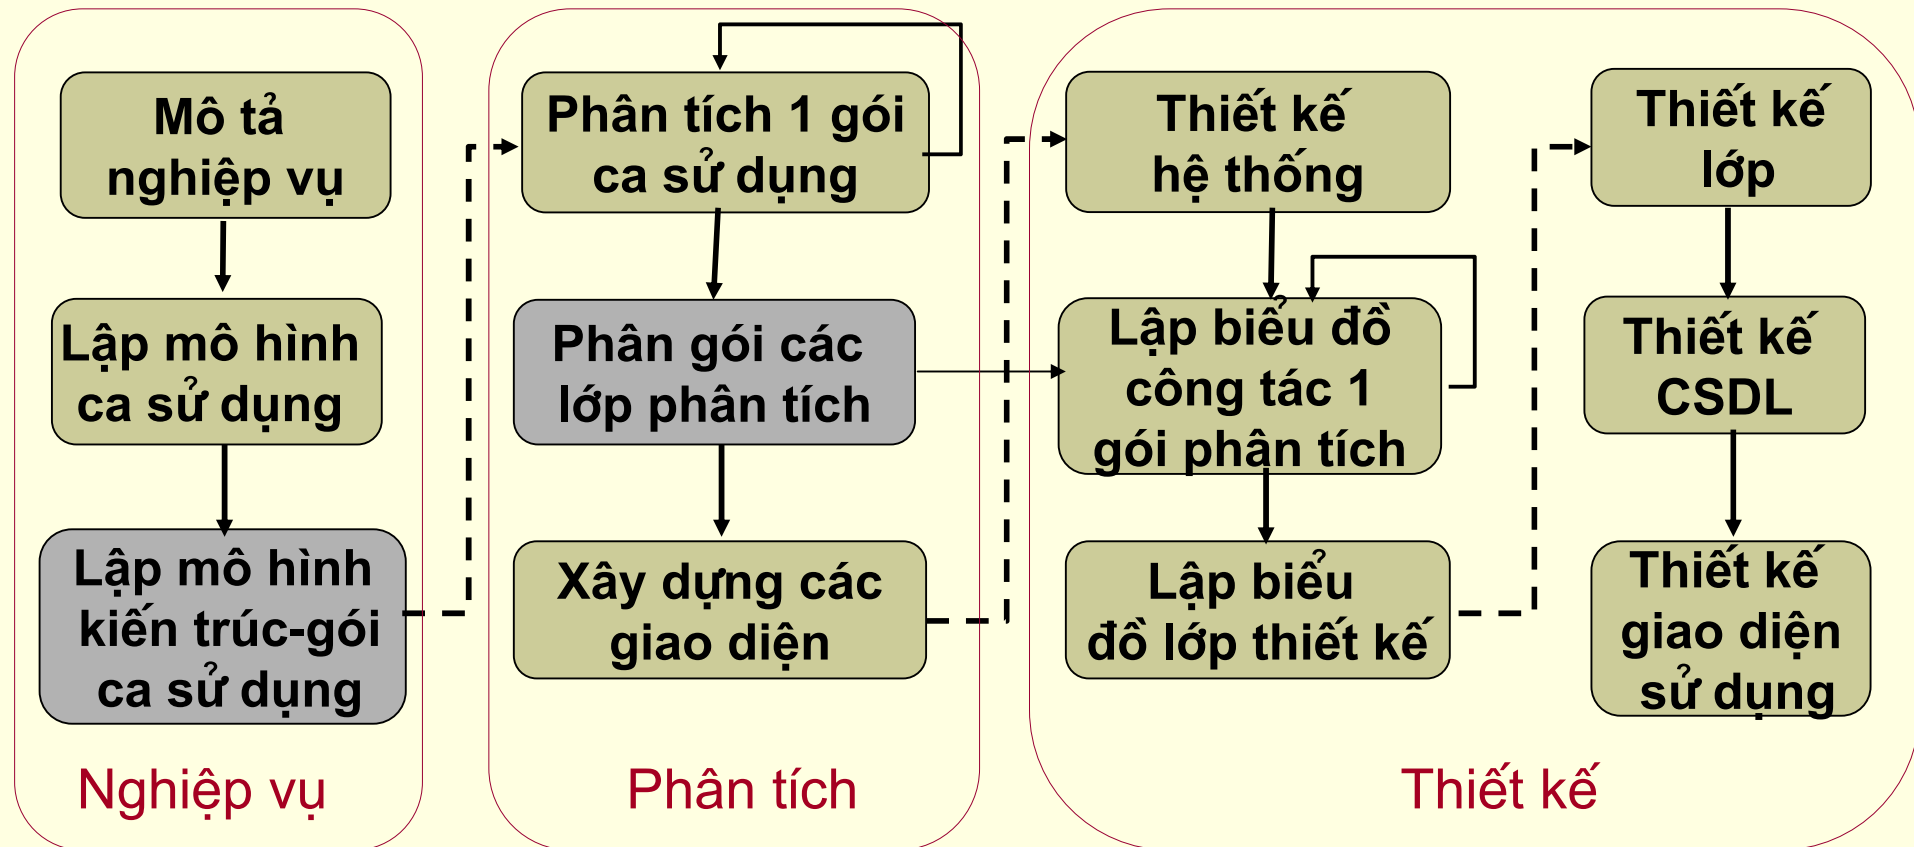 Mô tả
nghiệp vụ
Lập mô hình
ca sử dụng
Lập mô hình
kiến trúc-gói
ca sử dụng
Nghiệp vụ
Phân tích 1 gói
ca sử dụng
Phân gói các
lớp phân tích
Xây dựng các
giao diện
Phân tích
Thiết kế
hệ thống
Lập biểu đồ
công tác 1
gói phân tích
Lập biểu
đồ lớp thiết kế
Thiết kế
lớp
Thiết kế
CSDL
Thiết kế
giao diện
sử dụng
Thiết kế